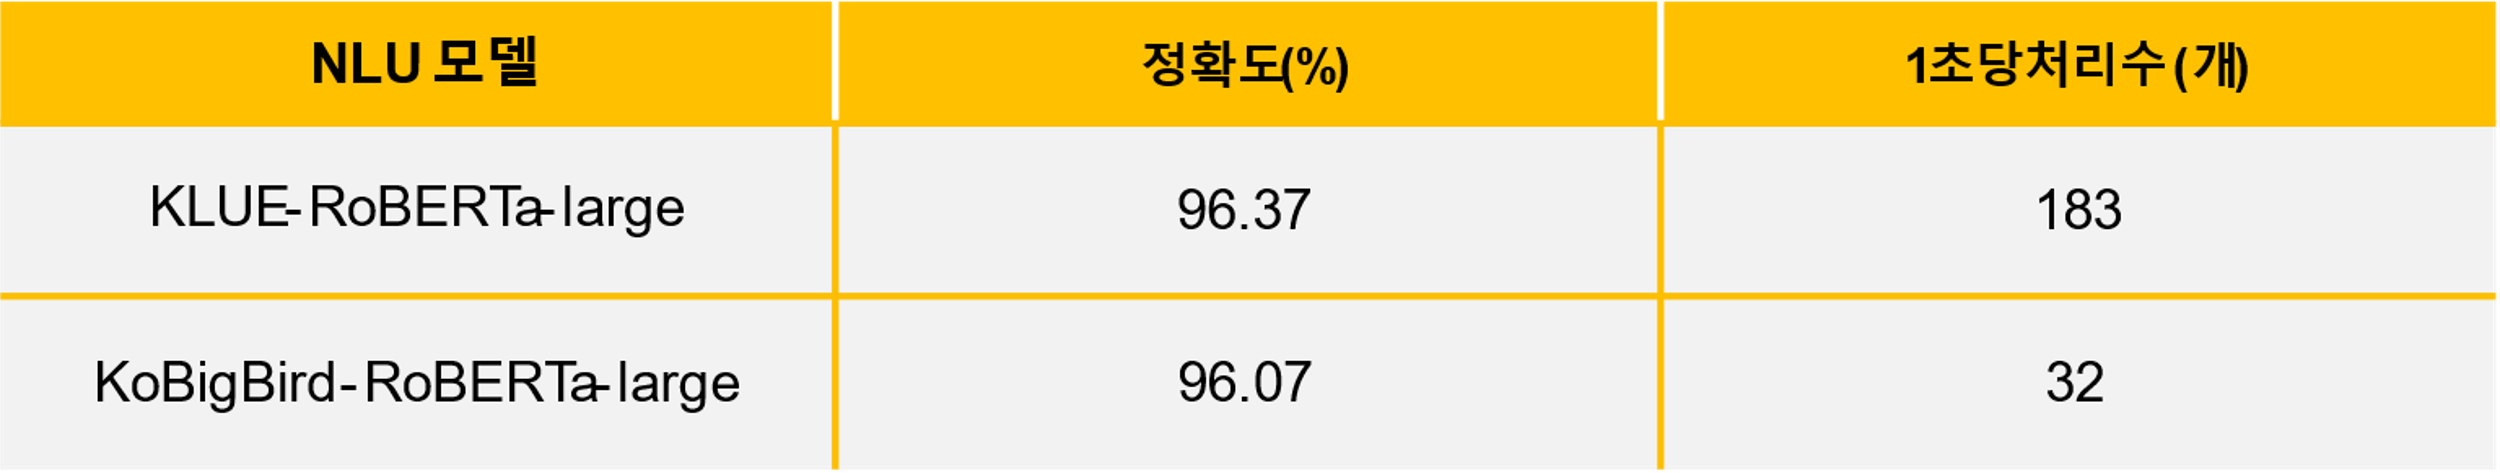 NLU 모델 정확도(%) 1초당처리수(개)
KLUE-RoBERTa-large 96.37 183
KoBigBird-RoBERTa-large 96.07 32